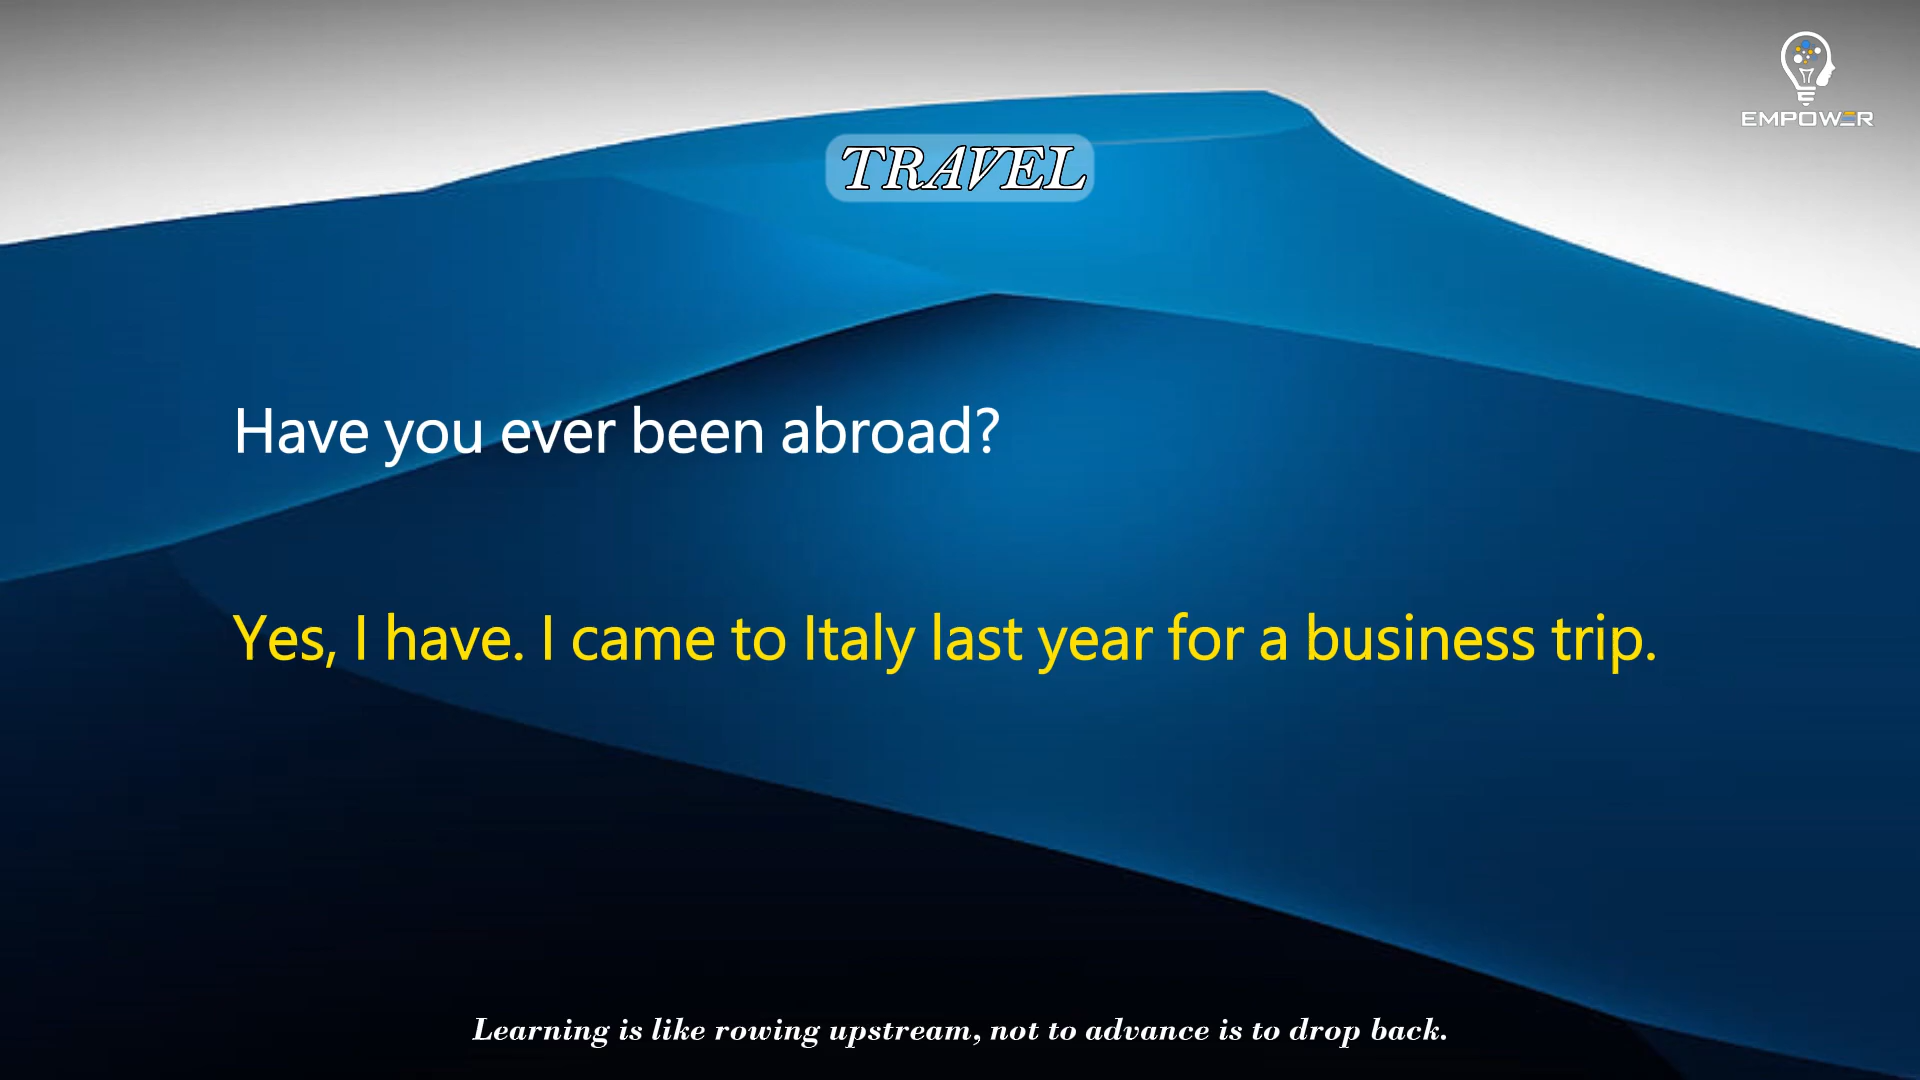 EMPOWER
TRAVEL
Have you ever been abroad?
Yes, I have. I came to Italy last year for a business trip.
Learning is like rowing upstream, not to advance is to drop back.